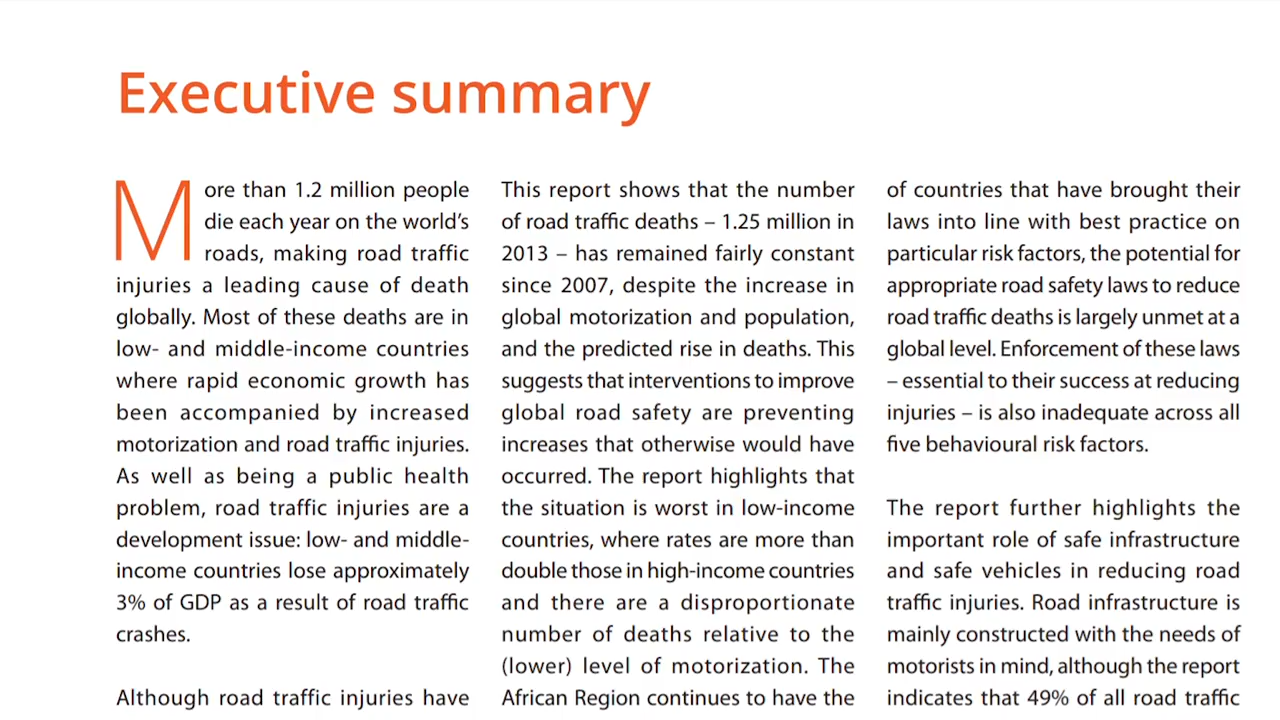 Executive summary
More than 1.2 million people
die each year on the world's
roads, making road traffic
injuries a leading cause of death
globally. Most of these deaths are in
low- and middle-income countries
where rapid economic growth has
been accompanied by increased
motorization and road traffic injuries.
As well as being a public health
problem, road traffic injuries are a
development issue: low- and middle-
income countries lose approximately
3% of GDP as a result of road traffic
crashes.
Although road traffic injuries have
This report shows that the number
of road traffic deaths – 1.25 million in
2013 – has remained fairly constant
since 2007, despite the increase in
global motorization and population,
and the predicted rise in deaths. This
suggests that interventions to improve
global road safety are preventing
increases that otherwise would have
occurred. The report highlights that
the situation is worst in low-income
countries, where rates are more than
double those in high-income countries
and there are a disproportionate
number of deaths relative to the
(lower) level of motorization. The
African Region continues to have the
of countries that have brought their
laws into line with best practice on
particular risk factors, the potential for
appropriate road safety laws to reduce
road traffic deaths is largely unmet at a
global level. Enforcement of these laws
– essential to their success at reducing
injuries – is also inadequate across all
five behavioural risk factors.
The report further highlights the
important role of safe infrastructure
and safe vehicles in reducing road
traffic injuries. Road infrastructure is
mainly constructed with the needs of
motorists in mind, although the report
indicates that 49% of all road traffic